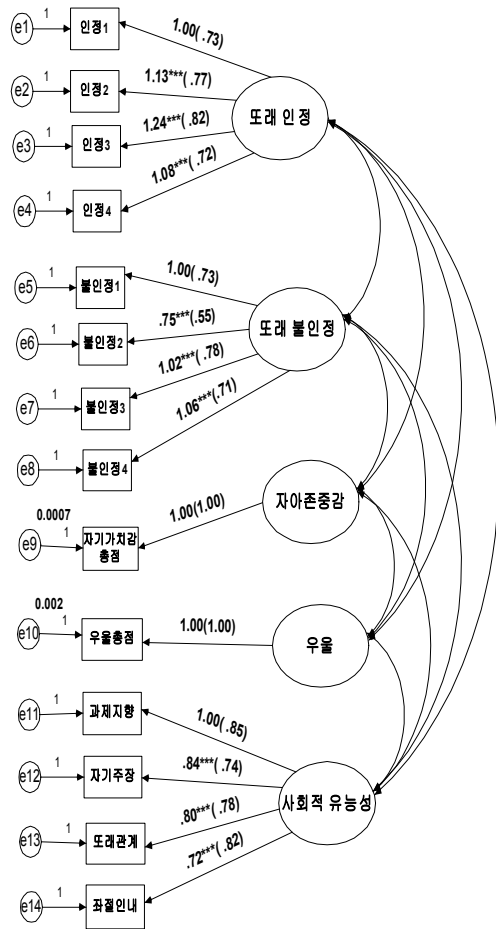 e1
1
인정1
1.00( .73)
e2
1
인정2
1.13***( .77)
또래 인정
e3
1
인정3
1.24***( .82)
e4
1
인정4
1.08***( .72)
e5
1
불인정1
1.00( .73)
e6
1
불인정2
.75***(.55)
또래 불인정
e7
1
불인정3
1.02***( .78)
e8
1
불인정4
1.06***(.71)
0.0007
e9
1
자기가치감
총점
1.00(1.00)
자아존중감
0.002
e10
1
우울총점
1.00(1.00)
우울
e11
1
과제지향
1.00(.85)
e12
1
자기주장
.84***( .74)
사회적 유능성
e13
1
또래관계
.80***( .78)
e14
1
좌절인내
.72***( .82)